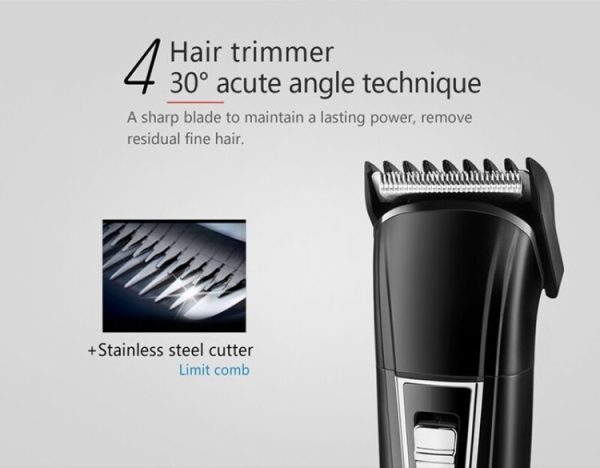 4
Hair trimmer
30° acute angle technique
A sharp blade to maintain a lasting power, remove
residual fine hair.
+Stainless steel cutter
Limit comb